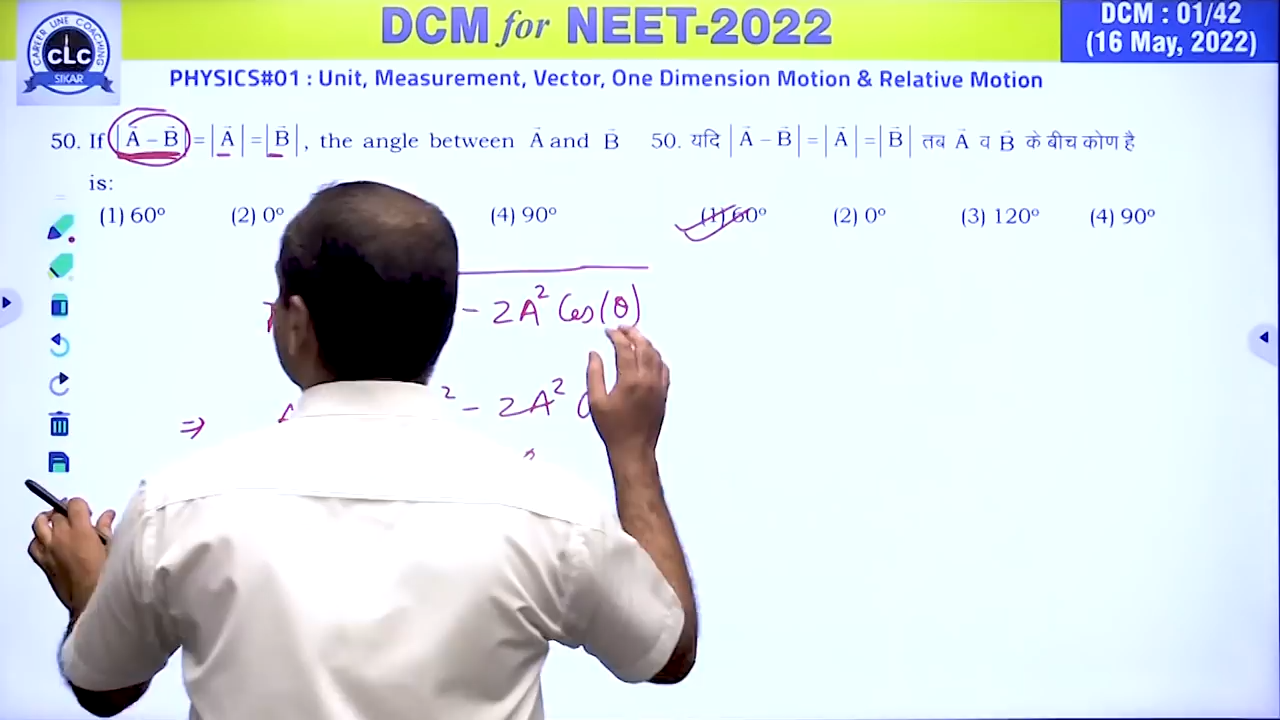 DCM for NEET-2022
DCM : 01/42
(16 May, 2022)
CAREER LINE COACHING
CLC
SIKAR
PHYSICS#01 : Unit, Measurement, Vector, One Dimension Motion & Relative Motion
50. If |A⃗ − B⃗| = |A⃗| = |B⃗|, the angle between A⃗ and B⃗
is:
(1) 60° (2) 0° (4) 90°
50. यदि |A⃗ − B⃗| = |A⃗| = |B⃗| तब A⃗ व B⃗ के बीच कोण है
(1) 60° (2) 0° (3) 120° (4) 90°
− 2A² Cos(θ)
⇒ ² − 2A²